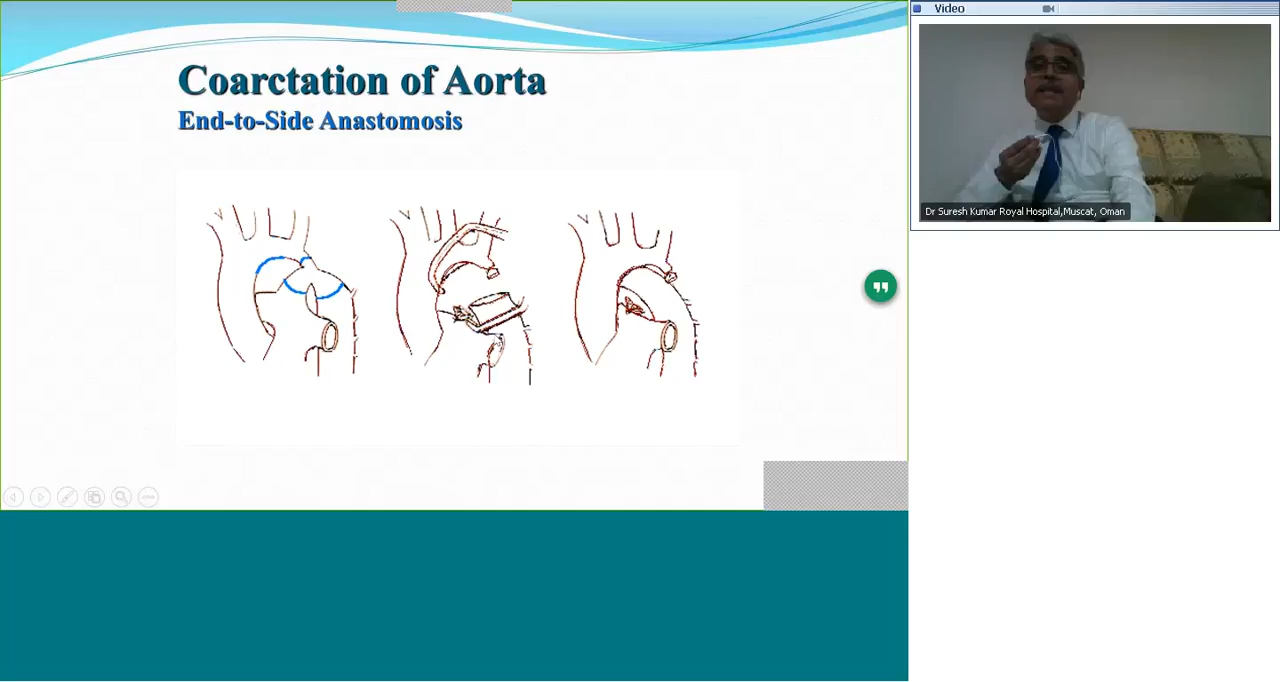 Coarctation of Aorta
End-to-Side Anastomosis
Video
Dr Suresh Kumar Royal Hospital,Muscat, Oman